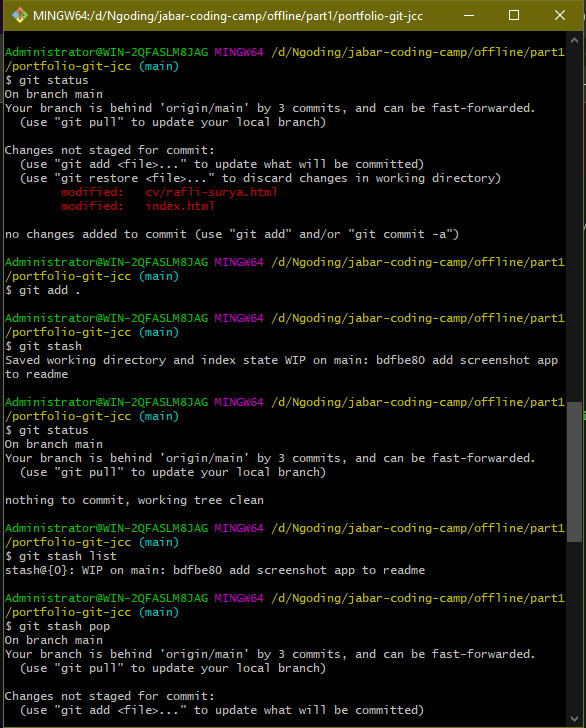 MINGW64:/d/Ngoding/jabar-coding-camp/offline/part1/portfolio-git-jcc
Administrator@WIN-2QFASLM8JAG MINGW64 /d/Ngoding/jabar-coding-camp/offline/part1
/portfolio-git-jcc (main)
$ git status
On branch main
Your branch is behind 'origin/main' by 3 commits, and can be fast-forwarded.
  (use "git pull" to update your local branch)
Changes not staged for commit:
  (use "git add <file>..." to update what will be committed)
  (use "git restore <file>..." to discard changes in working directory)
        modified:   cv/rafli-surya.html
        modified:   index.html
no changes added to commit (use "git add" and/or "git commit -a")
Administrator@WIN-2QFASLM8JAG MINGW64 /d/Ngoding/jabar-coding-camp/offline/part1
/portfolio-git-jcc (main)
$ git add .
Administrator@WIN-2QFASLM8JAG MINGW64 /d/Ngoding/jabar-coding-camp/offline/part1
/portfolio-git-jcc (main)
$ git stash
Saved working directory and index state WIP on main: bdfbe80 add screenshot app
to readme
Administrator@WIN-2QFASLM8JAG MINGW64 /d/Ngoding/jabar-coding-camp/offline/part1
/portfolio-git-jcc (main)
$ git status
On branch main
Your branch is behind 'origin/main' by 3 commits, and can be fast-forwarded.
  (use "git pull" to update your local branch)
nothing to commit, working tree clean
Administrator@WIN-2QFASLM8JAG MINGW64 /d/Ngoding/jabar-coding-camp/offline/part1
/portfolio-git-jcc (main)
$ git stash list
stash@{0}: WIP on main: bdfbe80 add screenshot app to readme
Administrator@WIN-2QFASLM8JAG MINGW64 /d/Ngoding/jabar-coding-camp/offline/part1
/portfolio-git-jcc (main)
$ git stash pop
On branch main
Your branch is behind 'origin/main' by 3 commits, and can be fast-forwarded.
  (use "git pull" to update your local branch)
Changes not staged for commit:
  (use "git add <file>..." to update what will be committed)